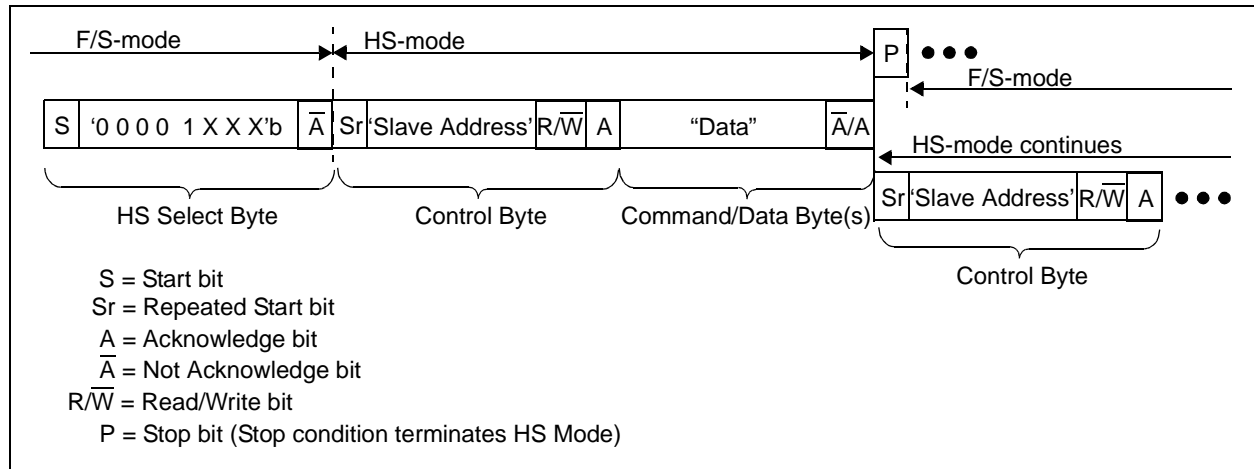 F/S-mode HS-mode P
F/S-mode
S ‘0 0 0 0 1 X X X’b A̅ Sr ‘Slave Address’ R/W̅ A “Data” A̅/A
HS-mode continues
Sr ‘Slave Address’ R/W̅ A
HS Select Byte Control Byte Command/Data Byte(s)
Control Byte
S = Start bit
Sr = Repeated Start bit
A = Acknowledge bit
A̅ = Not Acknowledge bit
R/W̅ = Read/Write bit
P = Stop bit (Stop condition terminates HS Mode)